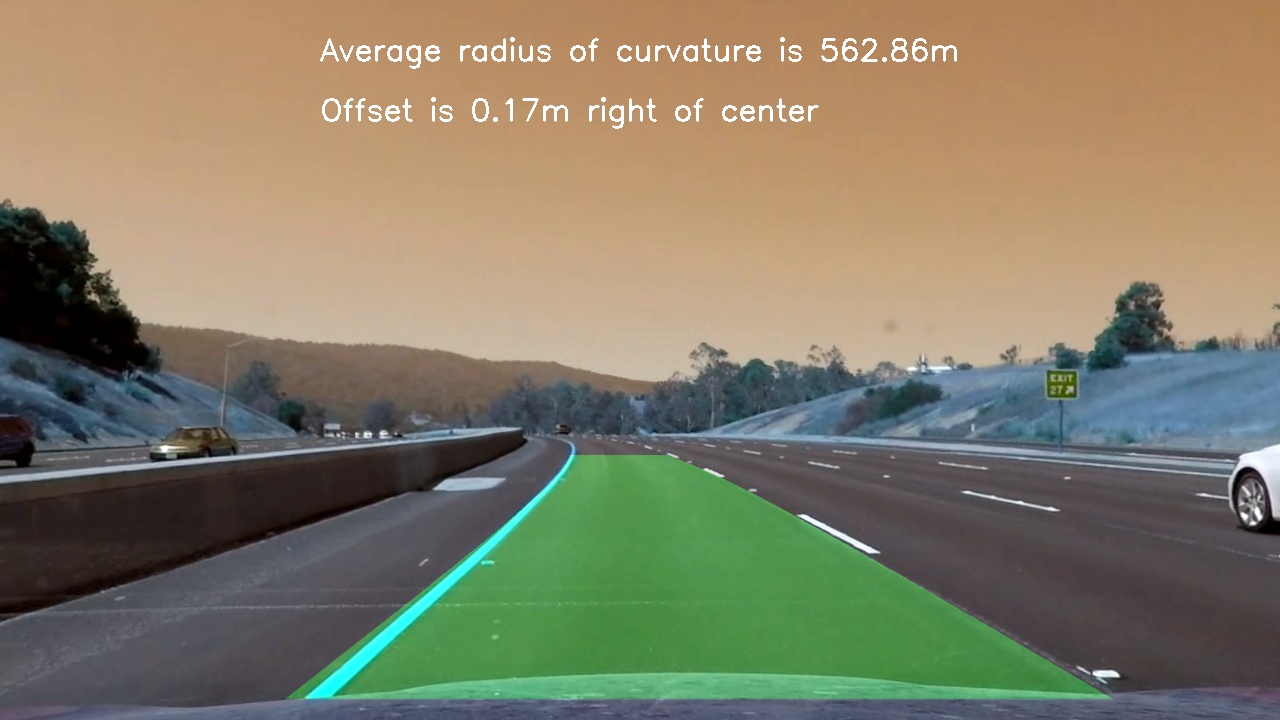 Average radius of curvature is 562.86m
Offset is 0.17m right of center
EXIT
27